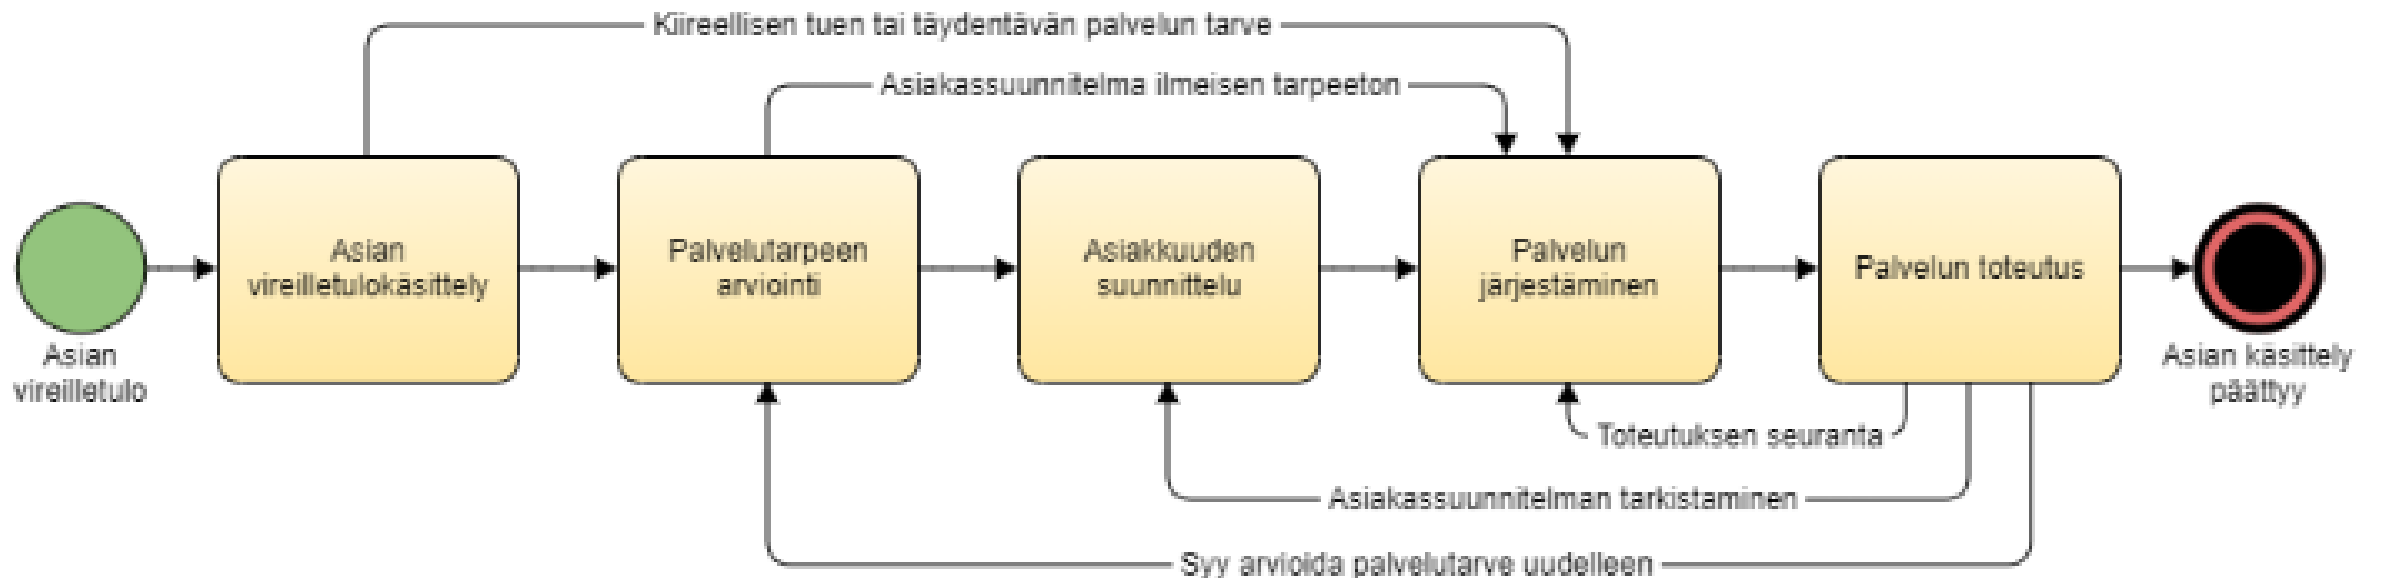 Kiireellisen tuen tai täydentävän palvelun tarve
Asiakassuunnitelma ilmeisen tarpeeton
Asian
vireilletulo
Asian
vireilletulokäsittely
Palvelutarpeen
arviointi
Asiakkuuden
suunnittelu
Palvelun
järjestäminen
Palvelun toteutus
Asian käsittely
päättyy
Toteutuksen seuranta
Asiakassuunnitelman tarkistaminen
Syy arvioida palvelutarve uudelleen